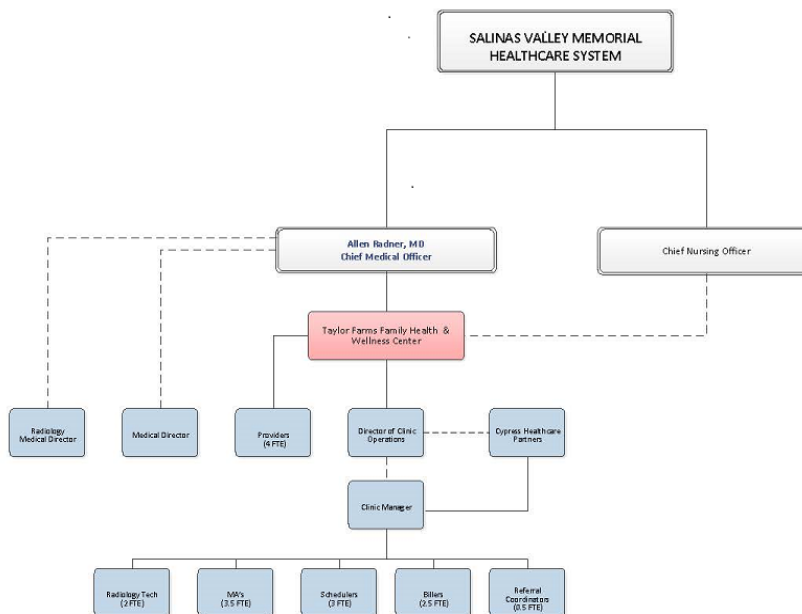 SALINAS VALLEY MEMORIAL
HEALTHCARE SYSTEM
Allen Radner, MD
Chief Medical Officer
Chief Nursing Officer
Taylor Farms Family Health &
Wellness Center
Radiology
Medical Director
Medical Director
Providers
(4 FTE)
Director of Clinic
Operations
Cypress Healthcare
Partners
Clinic Manager
Radiology Tech
(2 FTE)
MA's
(3.5 FTE)
Schedulers
(3 FTE)
Billers
(2.5 FTE)
Referral
Coordinators
(0.5 FTE)